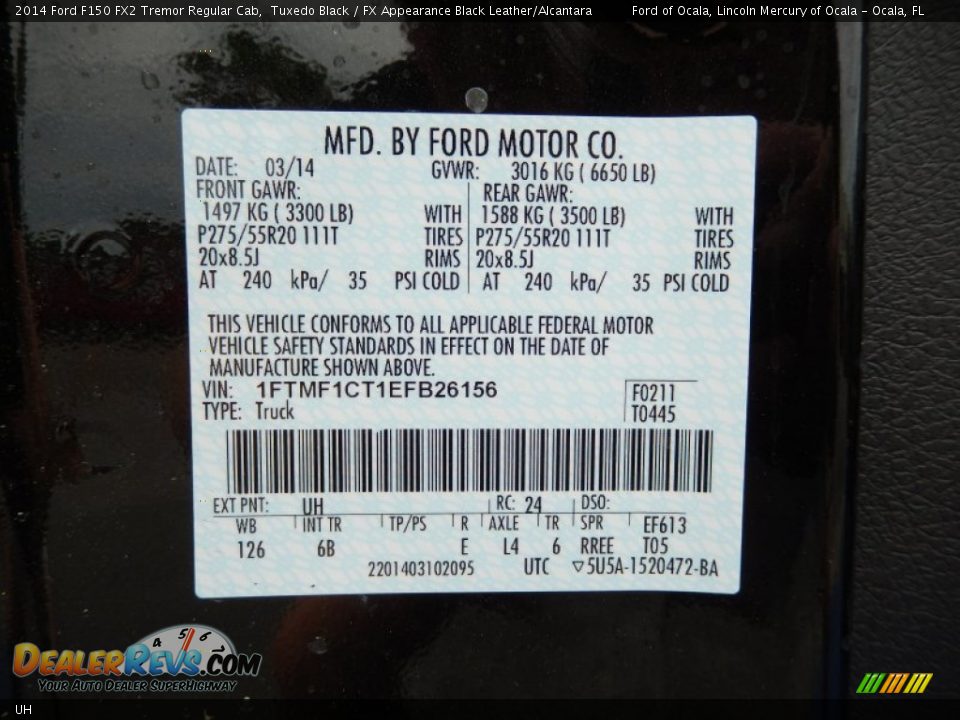 2014 Ford F150 FX2 Tremor Regular Cab,  Tuxedo Black / FX Appearance Black Leather/Alcantara    Ford of Ocala, Lincoln Mercury of Ocala - Ocala, FL
MFD. BY FORD MOTOR CO.
DATE: 03/14 GVWR: 3016 KG ( 6650 LB)
FRONT GAWR: REAR GAWR:
1497 KG ( 3300 LB) WITH 1588 KG ( 3500 LB) WITH
P275/55R20 111T TIRES P275/55R20 111T TIRES
20x8.5J RIMS 20x8.5J RIMS
AT 240 kPa/ 35 PSI COLD AT 240 kPa/ 35 PSI COLD
THIS VEHICLE CONFORMS TO ALL APPLICABLE FEDERAL MOTOR
VEHICLE SAFETY STANDARDS IN EFFECT ON THE DATE OF
MANUFACTURE SHOWN ABOVE.
VIN: 1FTMF1CT1EFB26156 F0211
TYPE: Truck T0445
EXT PNT: UH RC: 24 DSO:
WB INT TR TP/PS R AXLE TR SPR EF613
126 6B E L4 6 RREE T05
2201403102095 UTC ▽5U5A-1520472-BA
4 5 6
DEALERREVS.COM
YOUR AUTO DEALER SUPERHIGHWAY
UH